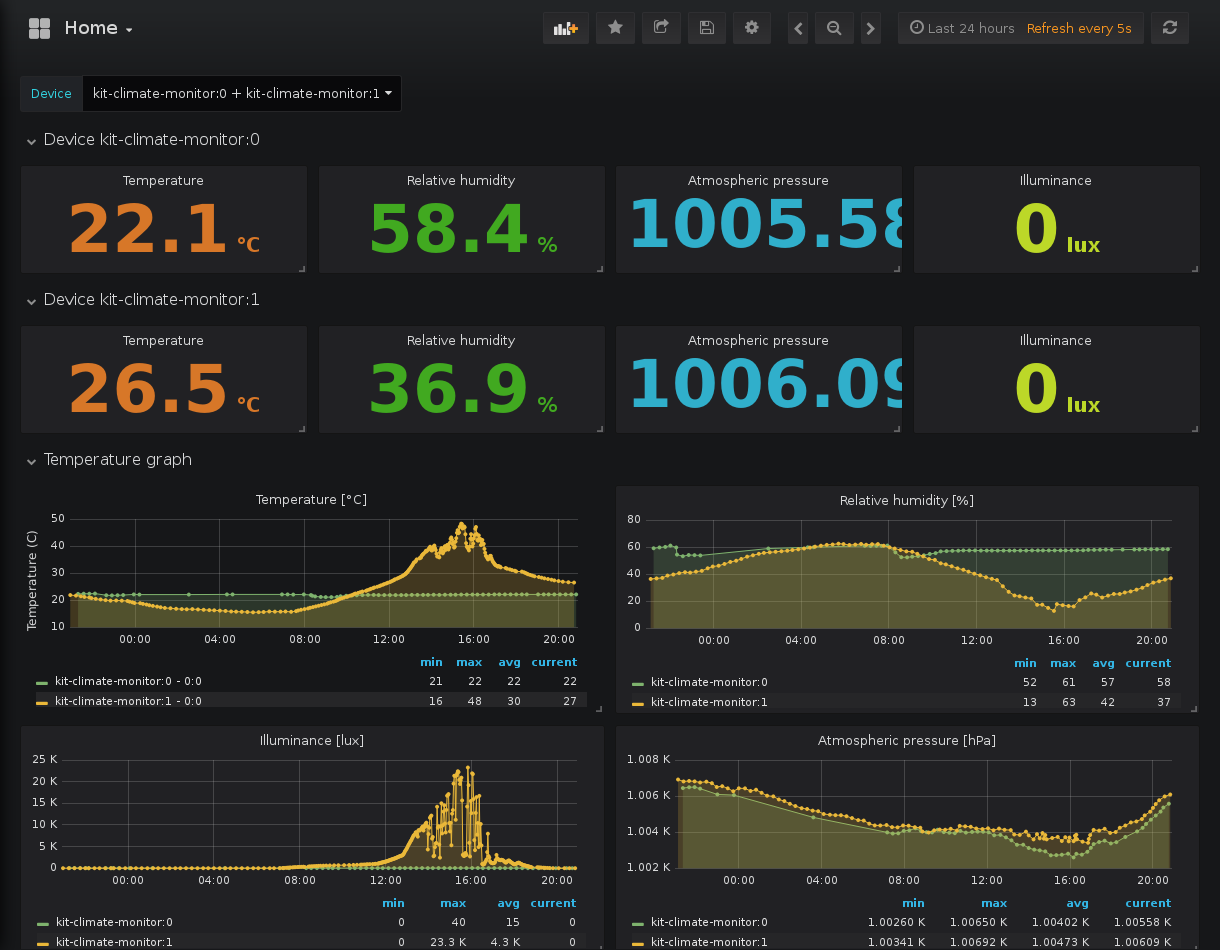 Home
Last 24 hours Refresh every 5s
Device kit-climate-monitor:0 + kit-climate-monitor:1
Device kit-climate-monitor:0
Temperature Relative humidity Atmospheric pressure Illuminance
22.1 °C 58.4 % 1005.58 0 lux
Device kit-climate-monitor:1
Temperature Relative humidity Atmospheric pressure Illuminance
26.5 °C 36.9 % 1006.09 0 lux
Temperature graph
Temperature [°C]
Temperature (C)
50
40
30
20
10
00:00 04:00 08:00 12:00 16:00 20:00
min max avg current
kit-climate-monitor:0 - 0:0 21 22 22 22
kit-climate-monitor:1 - 0:0 16 48 30 27
Relative humidity [%]
80
60
40
20
0
00:00 04:00 08:00 12:00 16:00 20:00
min max avg current
kit-climate-monitor:0 52 61 57 58
kit-climate-monitor:1 13 63 42 37
Illuminance [lux]
25 K
20 K
15 K
10 K
5 K
0
00:00 04:00 08:00 12:00 16:00 20:00
min max avg current
kit-climate-monitor:0 0 40 15 0
kit-climate-monitor:1 0 23.3 K 4.3 K 0
Atmospheric pressure [hPa]
1.008 K
1.006 K
1.004 K
1.002 K
00:00 04:00 08:00 12:00 16:00 20:00
min max avg current
kit-climate-monitor:0 1.00260 K 1.00650 K 1.00402 K 1.00558 K
kit-climate-monitor:1 1.00341 K 1.00692 K 1.00473 K 1.00609 K